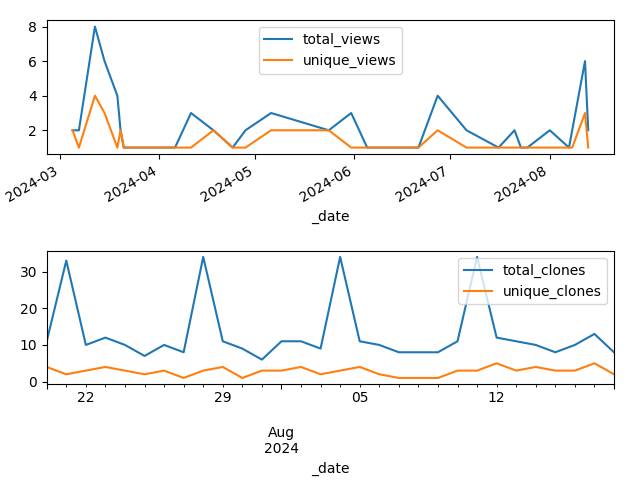 8
6
4
2
total_views
unique_views
2024-03
2024-04
2024-05
2024-06
2024-07
2024-08
_date
30
20
10
0
total_clones
unique_clones
22
29
05
12
Aug
2024
_date